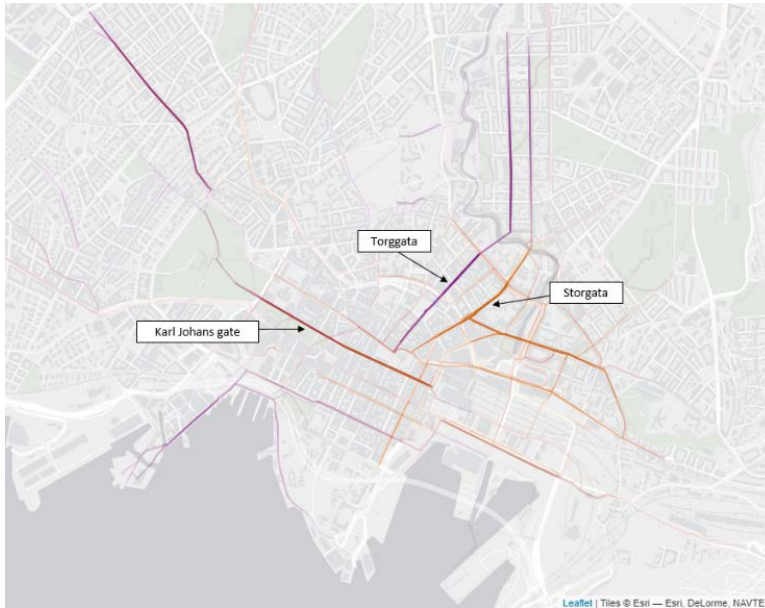 Torggata
Storgata
Karl Johans gate
Leaflet | Tiles © Esri — Esri, DeLorme, NAVTE